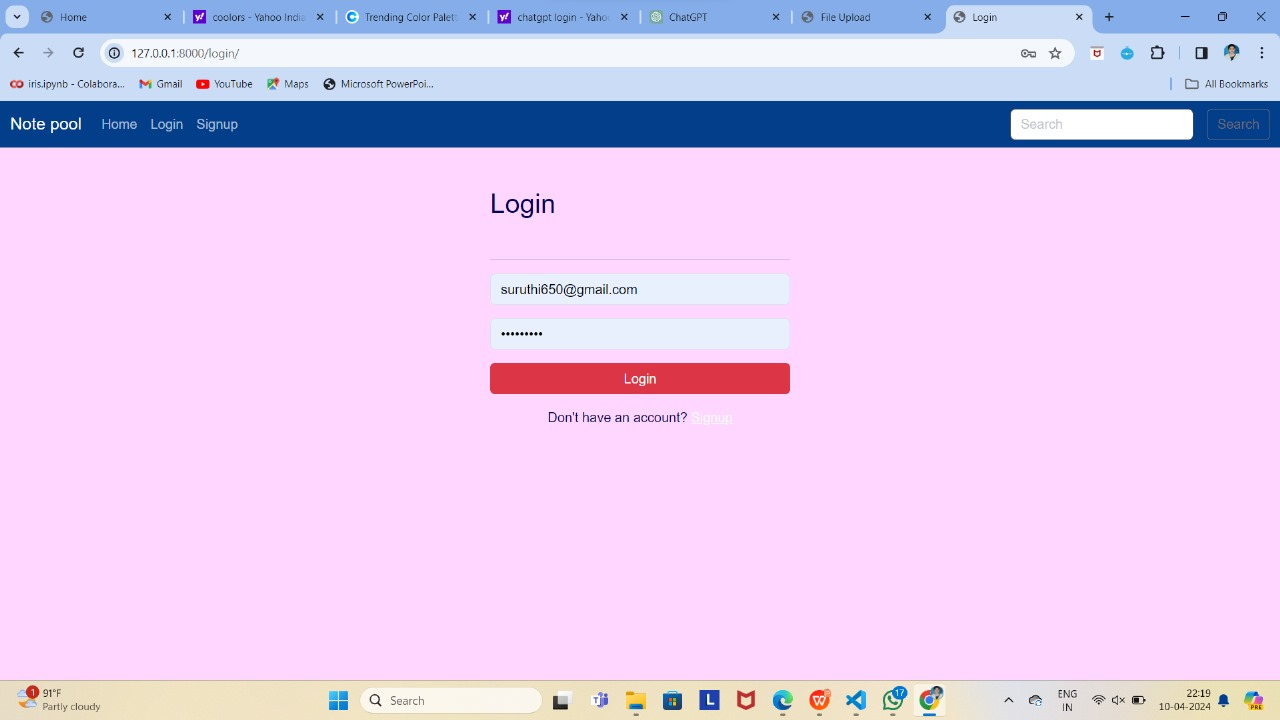 Home
coolors - Yahoo India
Trending Color Palett
chatgpt login - Yaho
ChatGPT
File Upload
Login
127.0.0.1:8000/login/
iris.ipynb - Colabora...
Gmail
YouTube
Maps
Microsoft PowerPoi...
All Bookmarks
Note pool
Home
Login
Signup
Search
Search
Login
suruthi650@gmail.com
•••••••••
Login
Don't have an account? Signup
1
91°F
Partly cloudy
Search
L
17
ENG
IN
22:19
10-04-2024
PRE